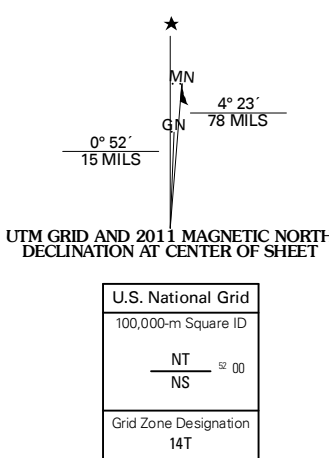 ★
MN
4° 23´
78 MILS
GN
0° 52´
15 MILS
UTM GRID AND 2011 MAGNETIC NORTH
DECLINATION AT CENTER OF SHEET
U.S. National Grid
100,000-m Square ID
NT
52 00
NS
Grid Zone Designation
14T